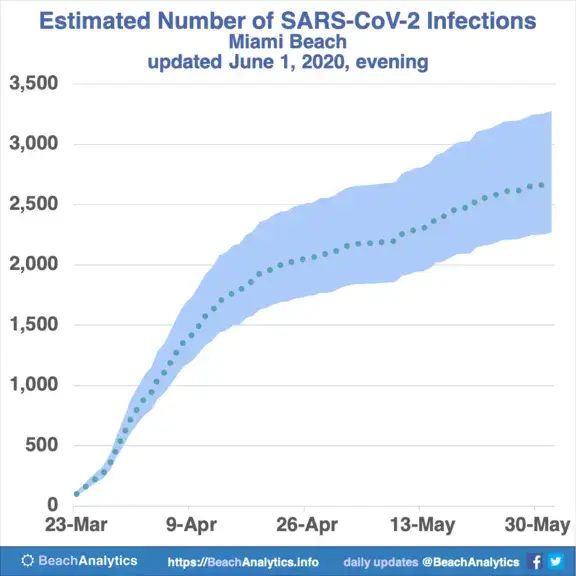 Estimated Number of SARS-CoV-2 Infections
Miami Beach
updated June 1, 2020, evening
3,500
3,000
2,500
2,000
1,500
1,000
500
0
23-Mar 9-Apr 26-Apr 13-May 30-May
BeachAnalytics https://BeachAnalytics.info daily updates @BeachAnalytics